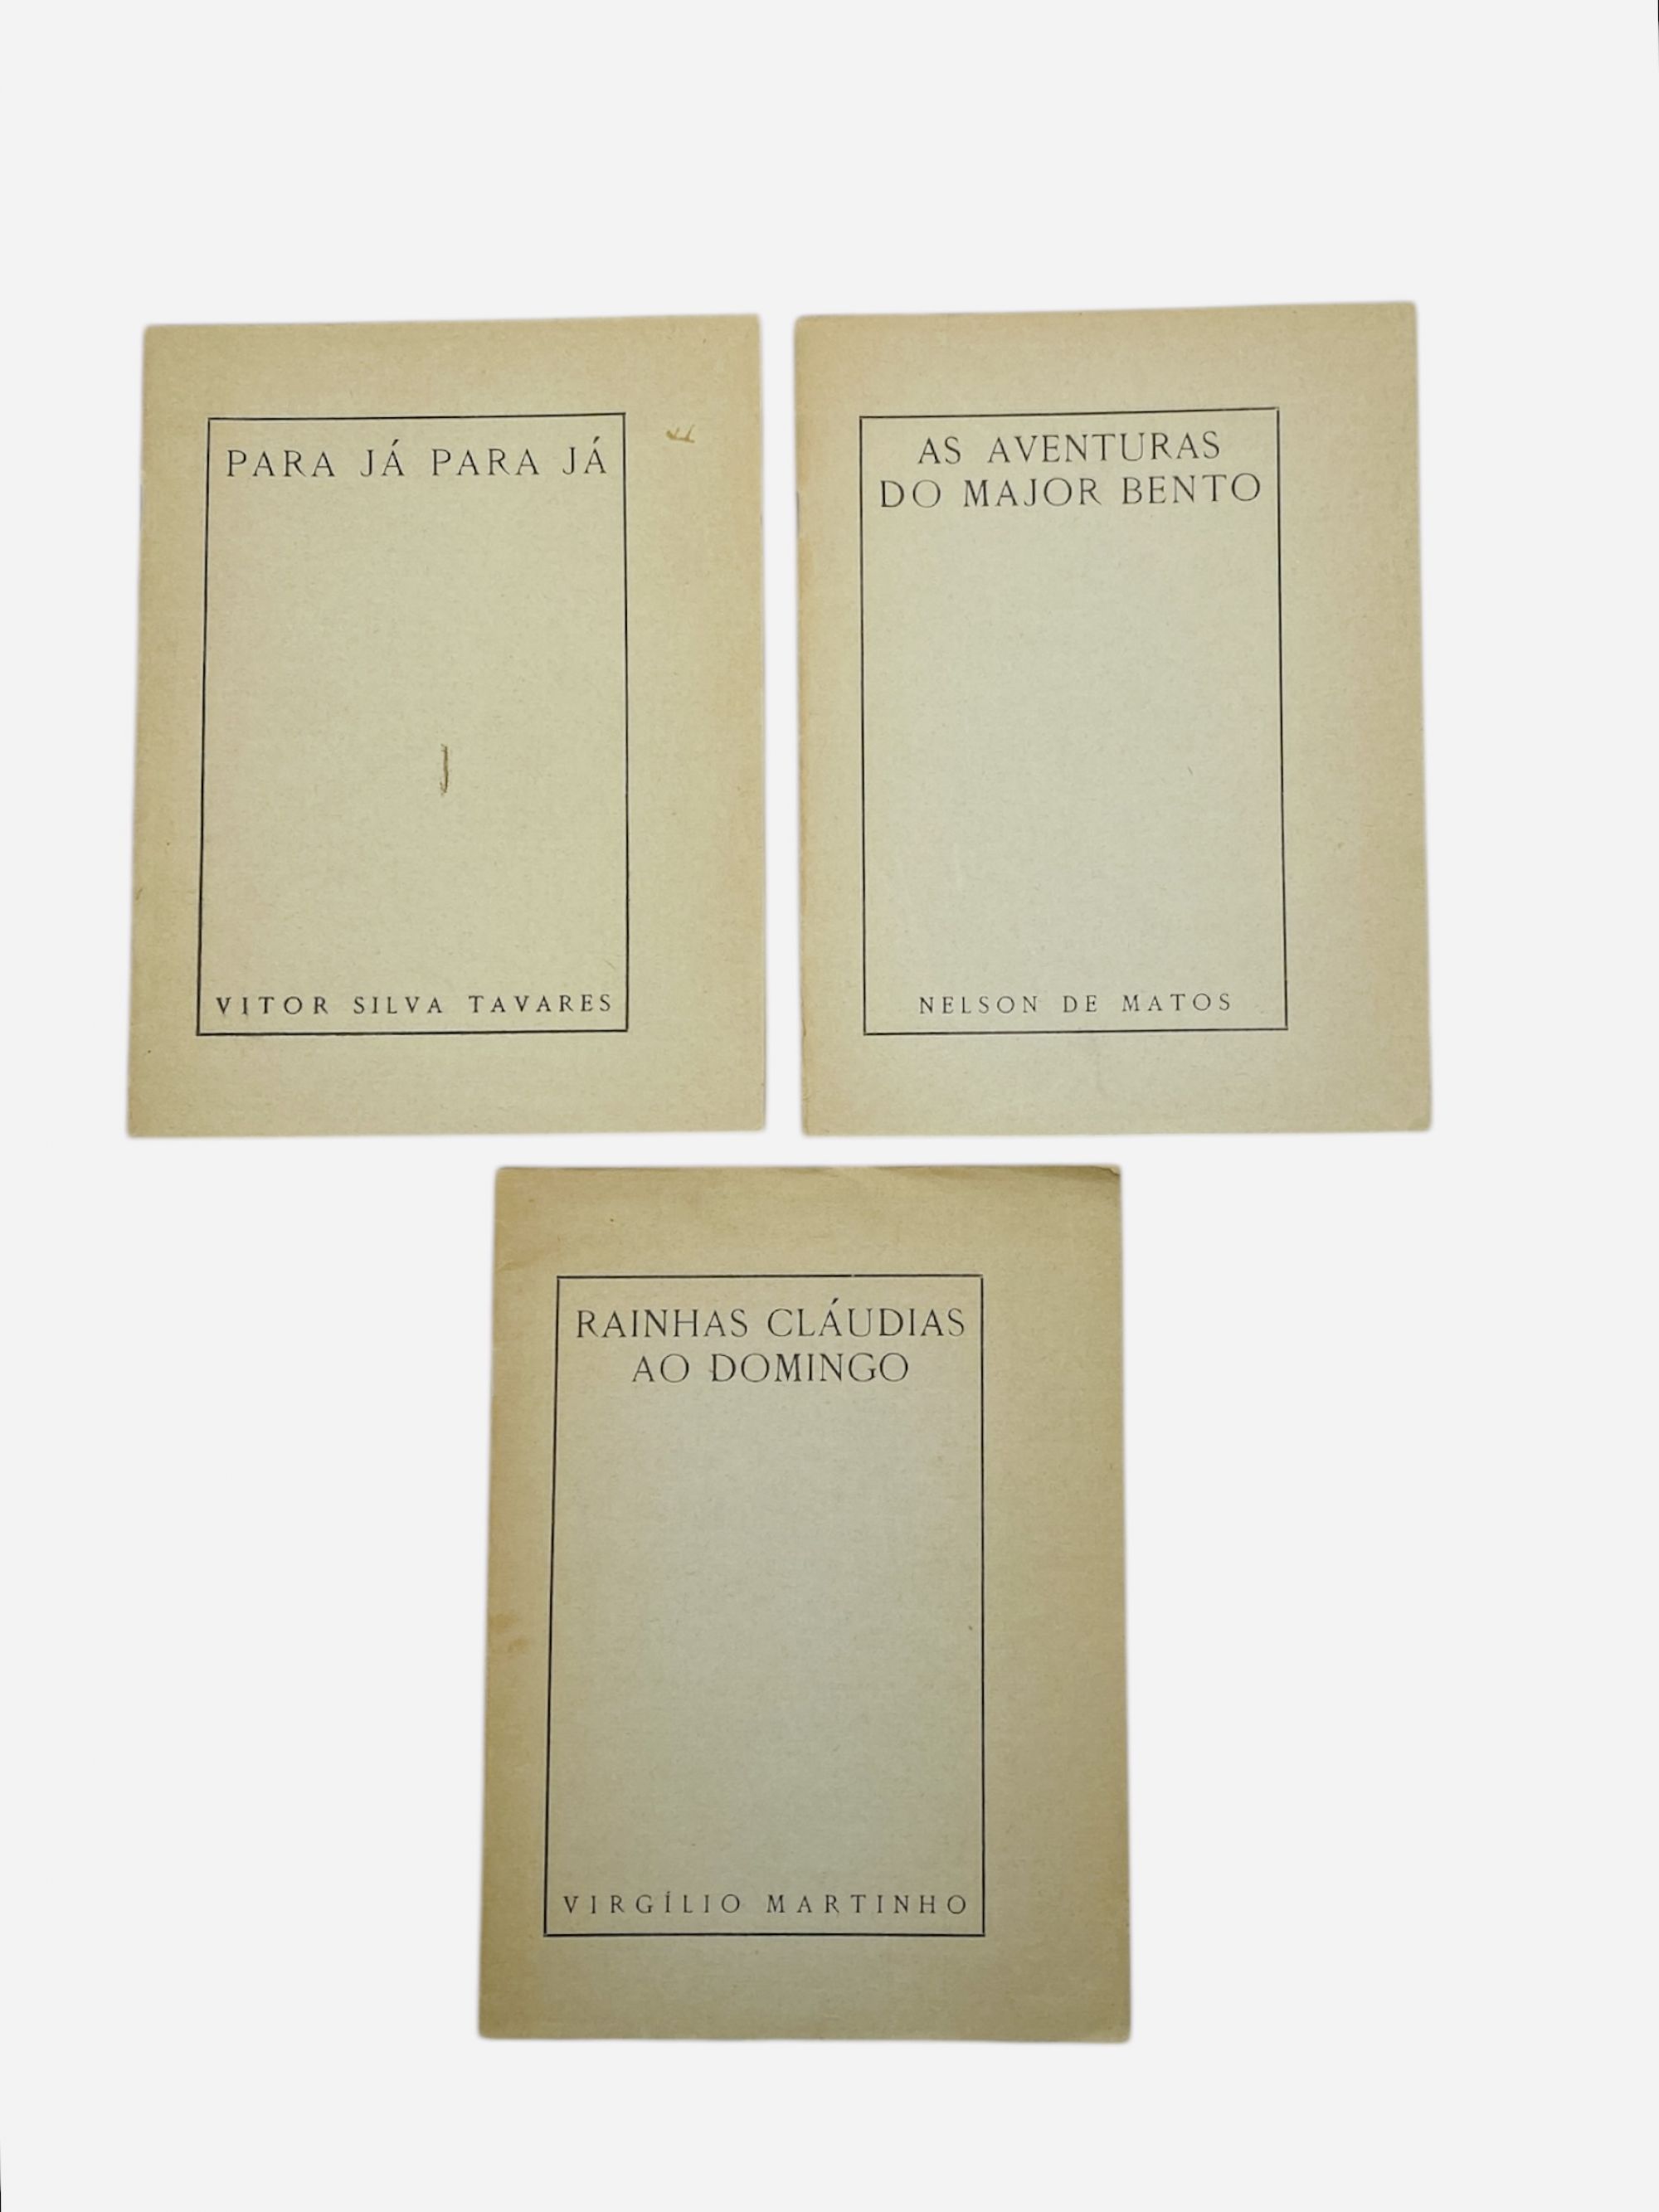 PARA JÁ PARA JÁ
VITOR SILVA TAVARES
AS AVENTURAS
DO MAJOR BENTO
NELSON DE MATOS
RAINHAS CLÁUDIAS
AO DOMINGO
VIRGÍLIO MARTINHO